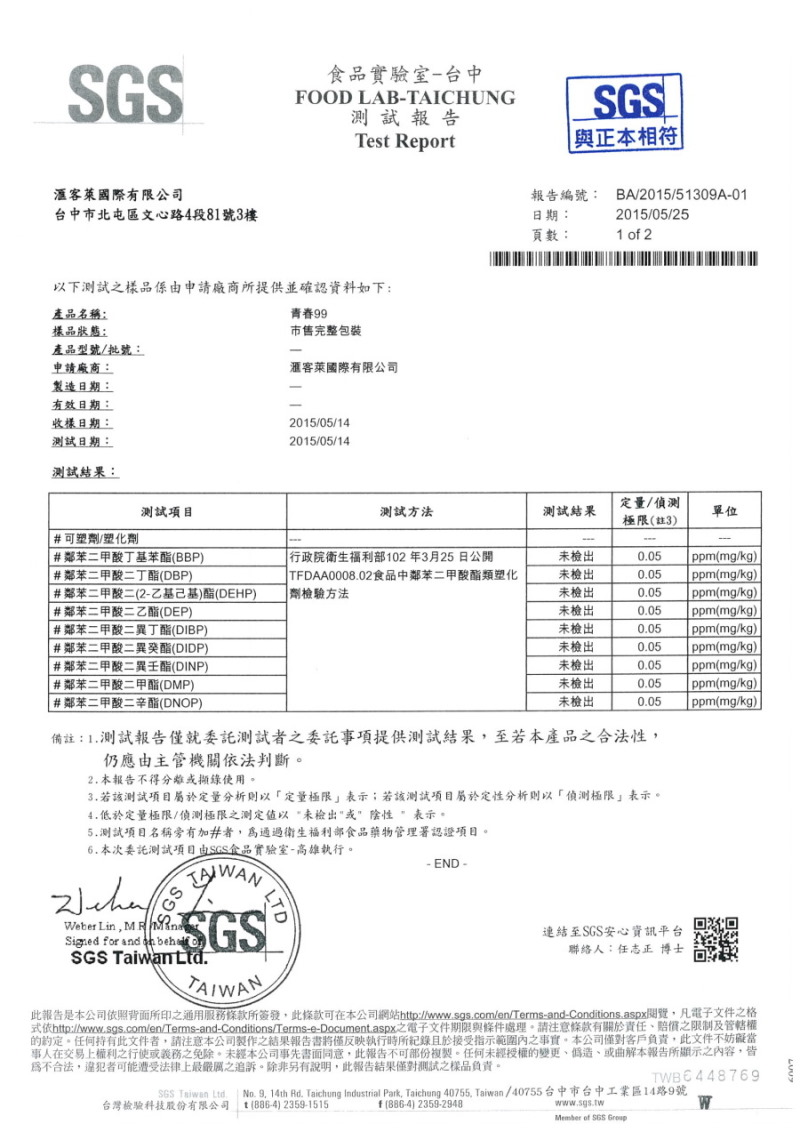 SGS
食品實驗室-台中
FOOD LAB-TAICHUNG
測試報告
Test Report
SGS
與正本相符
滙客萊國際有限公司
台中市北屯區文心路4段81號3樓
報告編號： BA/2015/51309A-01
日期： 2015/05/25
頁數： 1 of 2
以下測試之樣品係由申請廠商所提供並確認資料如下:
產品名稱: 青春99
樣品狀態: 市售完整包裝
產品型號/批號： —
申請廠商： 滙客萊國際有限公司
製造日期： —
有效日期： —
收樣日期： 2015/05/14
測試日期： 2015/05/14
測試結果：
測試項目 測試方法 測試結果 定量/偵測極限(註3) 單位
# 可塑劑/塑化劑 --- --- --- ---
# 鄰苯二甲酸丁基苯酯(BBP) 行政院衛生福利部102 年3月25 日公開 未檢出 0.05 ppm(mg/kg)
# 鄰苯二甲酸二丁酯(DBP) TFDAA0008.02食品中鄰苯二甲酸酯類塑化 未檢出 0.05 ppm(mg/kg)
# 鄰苯二甲酸二(2-乙基己基)酯(DEHP) 劑檢驗方法 未檢出 0.05 ppm(mg/kg)
# 鄰苯二甲酸二乙酯(DEP) 未檢出 0.05 ppm(mg/kg)
# 鄰苯二甲酸二異丁酯(DIBP) 未檢出 0.05 ppm(mg/kg)
# 鄰苯二甲酸二異癸酯(DIDP) 未檢出 0.05 ppm(mg/kg)
# 鄰苯二甲酸二異壬酯(DINP) 未檢出 0.05 ppm(mg/kg)
# 鄰苯二甲酸二甲酯(DMP) 未檢出 0.05 ppm(mg/kg)
# 鄰苯二甲酸二辛酯(DNOP) 未檢出 0.05 ppm(mg/kg)
備註：1.測試報告僅就委託測試者之委託事項提供測試結果，至若本產品之合法性，
仍應由主管機關依法判斷。
2.本報告不得分離或擷錄使用。
3.若該測試項目屬於定量分析則以「定量極限」表示；若該測試項目屬於定性分析則以「偵測極限」表示。
4.低於定量極限/偵測極限之測定值以 "未檢出"或" 陰性 " 表示。
5.測試項目名稱旁有加#者，為通過衛生福利部食品藥物管理署認證項目。
6.本次委託測試項目由SGS食品實驗室-高雄執行。
- END -
SGS TAIWAN LTD
SGS
TAIWAN
Weber Lin, M.R. Manager
Signed for and on behalf of
SGS Taiwan Ltd.
連結至SGS安心資訊平台
聯絡人：任志正 博士
此報告是本公司依照背面所印之通用服務條款所簽發，此條款可在本公司網站http://www.sgs.com/en/Terms-and-Conditions.aspx閱覽，凡電子文件之格
式依http://www.sgs.com/en/Terms-and-Conditions/Terms-e-Document.aspx之電子文件期限與條件處理。請注意條款有關於責任、賠償之限制及管轄權
的約定。任何持有此文件者，請注意本公司製作之結果報告書將僅反映執行時所紀錄且於接受指示範圍內之事實。本公司僅對客戶負責，此文件不妨礙當
事人在交易上權利之行使或義務之免除。未經本公司事先書面同意，此報告不可部份複製。任何未經授權的變更、偽造、或曲解本報告所顯示之內容，皆
為不合法，違犯者可能遭受法律上最嚴厲之追訴。除非另有說明，此報告結果僅對測試之樣品負責。
TWB 6448769
SGS Taiwan Ltd. No. 9, 14th Rd. Taichung Industrial Park, Taichung 40755, Taiwan /40755台中市台中工業區14路9號
台灣檢驗科技股份有限公司 t (886-4) 2359-1515 f (886-4) 2359-2948 www.sgs.tw
W
Member of SGS Group